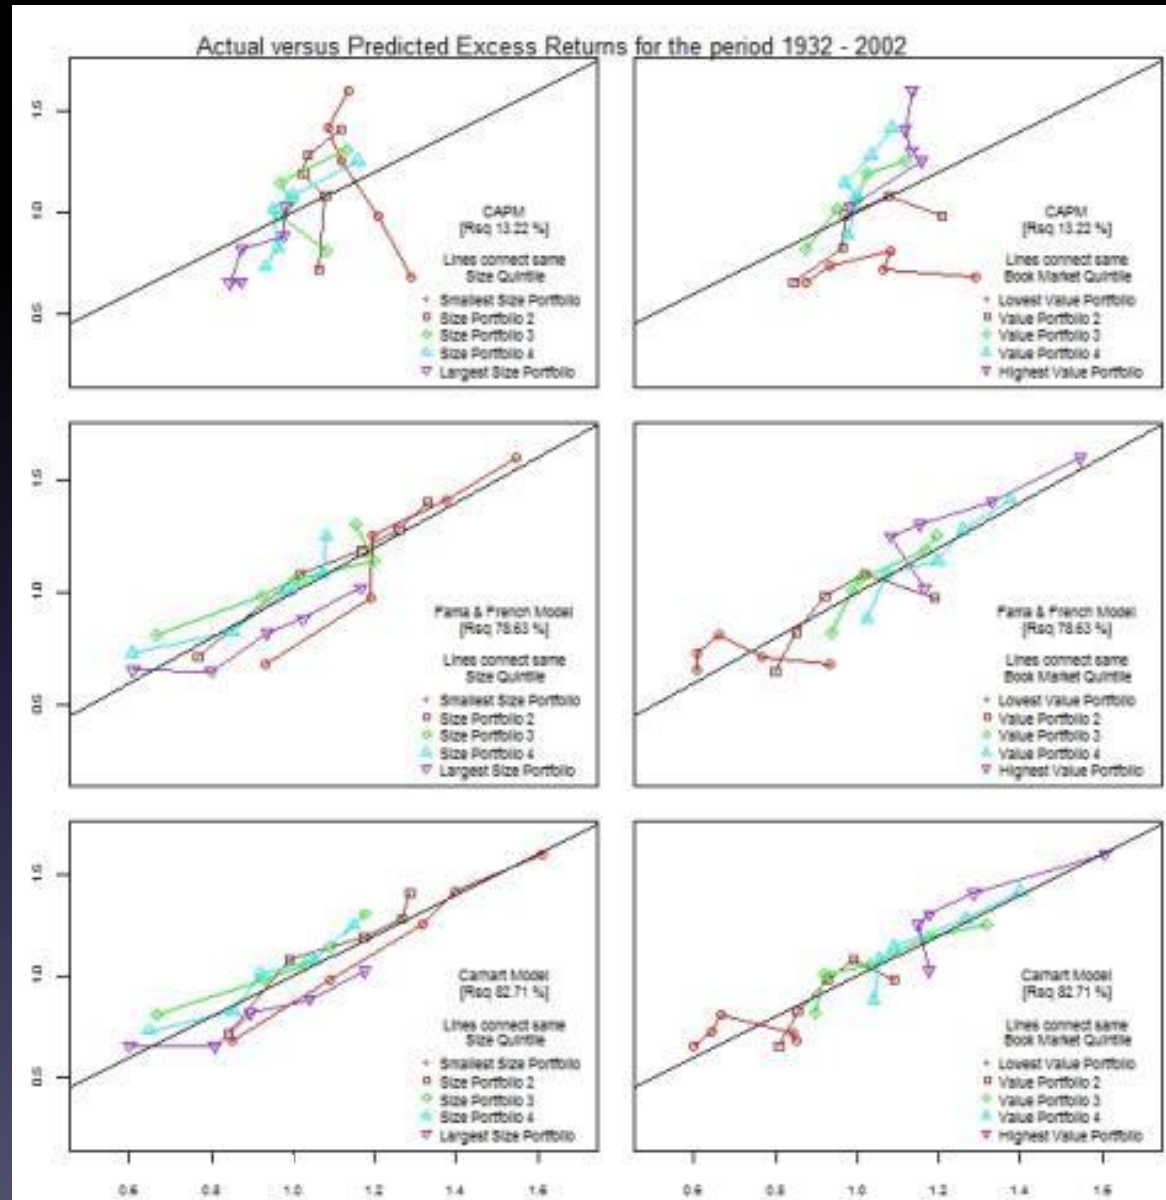 Actual versus Predicted Excess Returns for the period 1932 - 2002
1.5
1.0
0.5
CAPM
[Rsq 13.22 %]
Lines connect same
Size Quintile
Smallest Size Portfolio
Size Portfolio 2
Size Portfolio 3
Size Portfolio 4
Largest Size Portfolio
CAPM
[Rsq 13.22 %]
Lines connect same
Book Market Quintile
Lowest Value Portfolio
Value Portfolio 2
Value Portfolio 3
Value Portfolio 4
Highest Value Portfolio
1.5
1.0
0.5
Fama & French Model
[Rsq 78.63 %]
Lines connect same
Size Quintile
Smallest Size Portfolio
Size Portfolio 2
Size Portfolio 3
Size Portfolio 4
Largest Size Portfolio
Fama & French Model
[Rsq 78.63 %]
Lines connect same
Book Market Quintile
Lowest Value Portfolio
Value Portfolio 2
Value Portfolio 3
Value Portfolio 4
Highest Value Portfolio
1.5
1.0
0.5
Carhart Model
[Rsq 82.71 %]
Lines connect same
Size Quintile
Smallest Size Portfolio
Size Portfolio 2
Size Portfolio 3
Size Portfolio 4
Largest Size Portfolio
Carhart Model
[Rsq 82.71 %]
Lines connect same
Book Market Quintile
Lowest Value Portfolio
Value Portfolio 2
Value Portfolio 3
Value Portfolio 4
Highest Value Portfolio
0.6 0.8 1.0 1.2 1.4 1.6
0.6 0.8 1.0 1.2 1.4 1.6